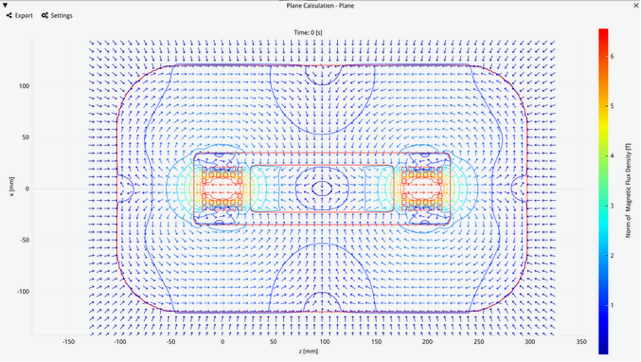 Plane Calculation - Plane
Export Settings
Time: 0 [s]
100
50
0
-50
-100
x [mm]
-150 -100 -50 0 50 100 150 200 250 300 350
z [mm]
6
5
4
3
2
1
Norm of Magnetic Flux Density [T]